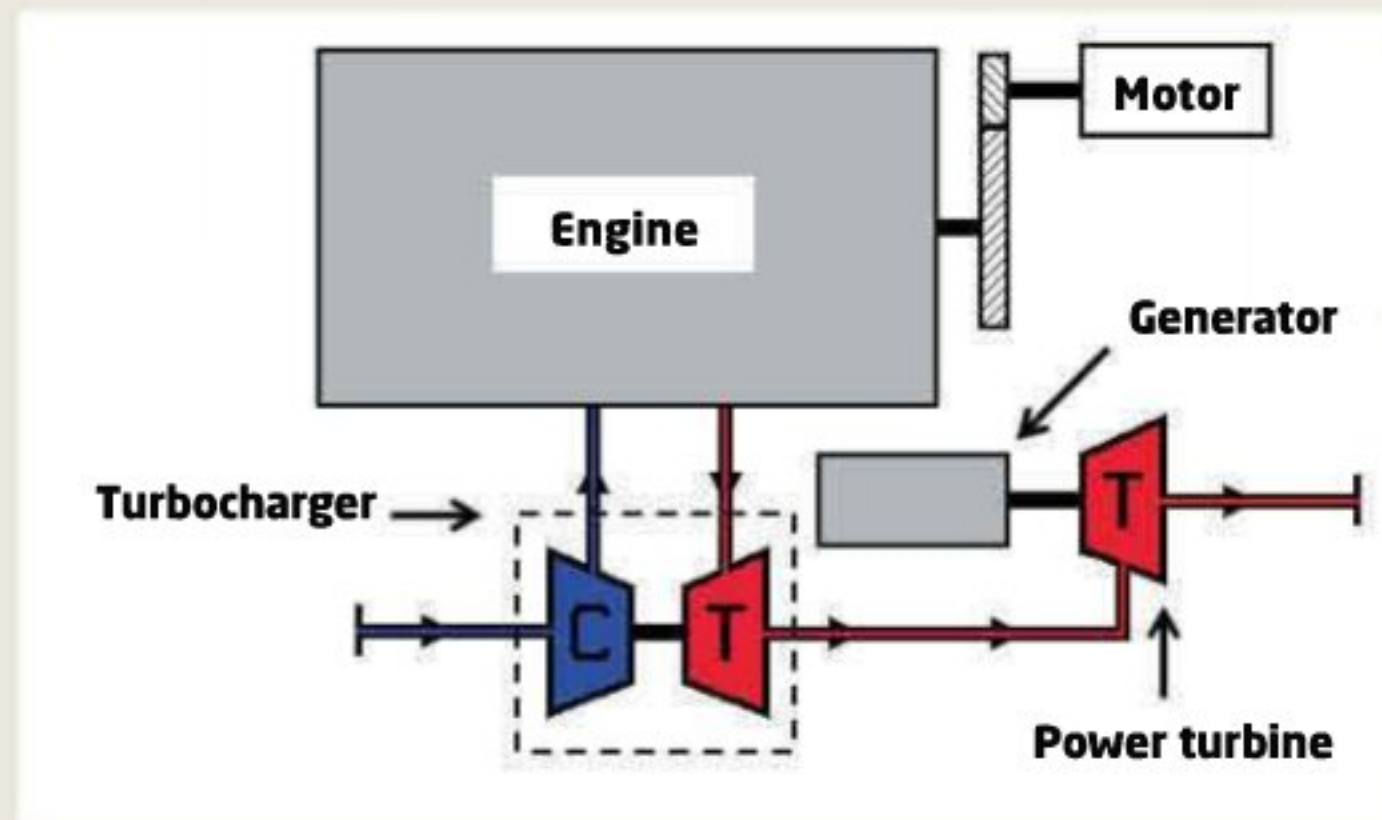 Motor
Engine
Generator
Turbocharger
T
C
T
Power turbine